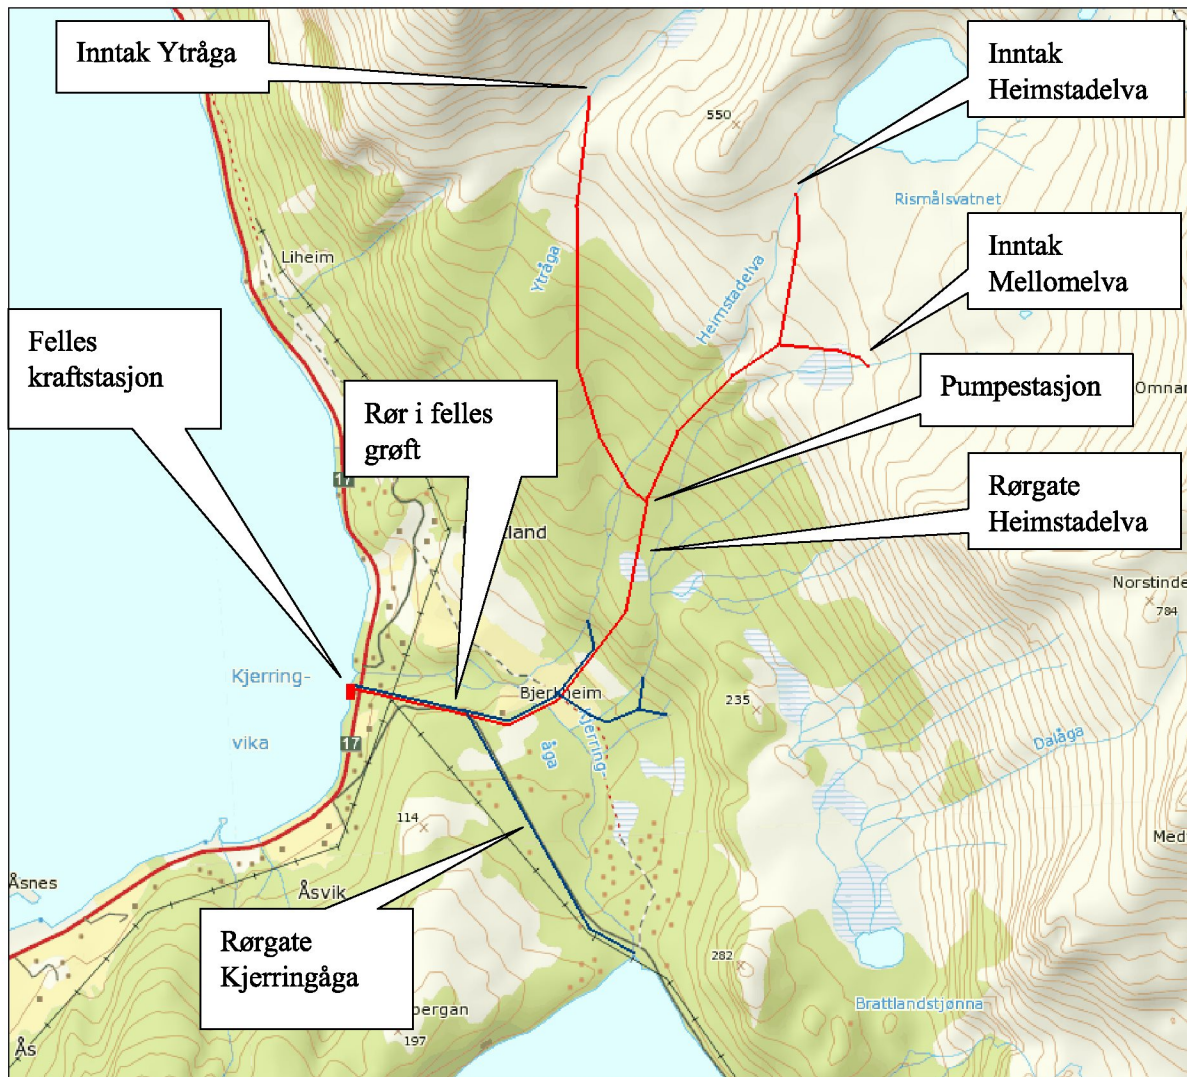 Inntak Ytråga
Inntak
Heimstadelva
550
Rismålsvatnet
Liheim
Ytråga
Heimstadelva
Inntak
Mellomelva
Felles
kraftstasjon
Rør i felles
grøft
Pumpestasjon
Omnar
17
land
Rørgate
Heimstadelva
Norstinde
784
Kjerring-
vika
Bjerkheim
235
Kjerring-
åga
17
Dalåga
114
Med
Åsnes
Åsvik
Rørgate
Kjerringåga
282
Brattlandstjønna
bergan
197
Ås